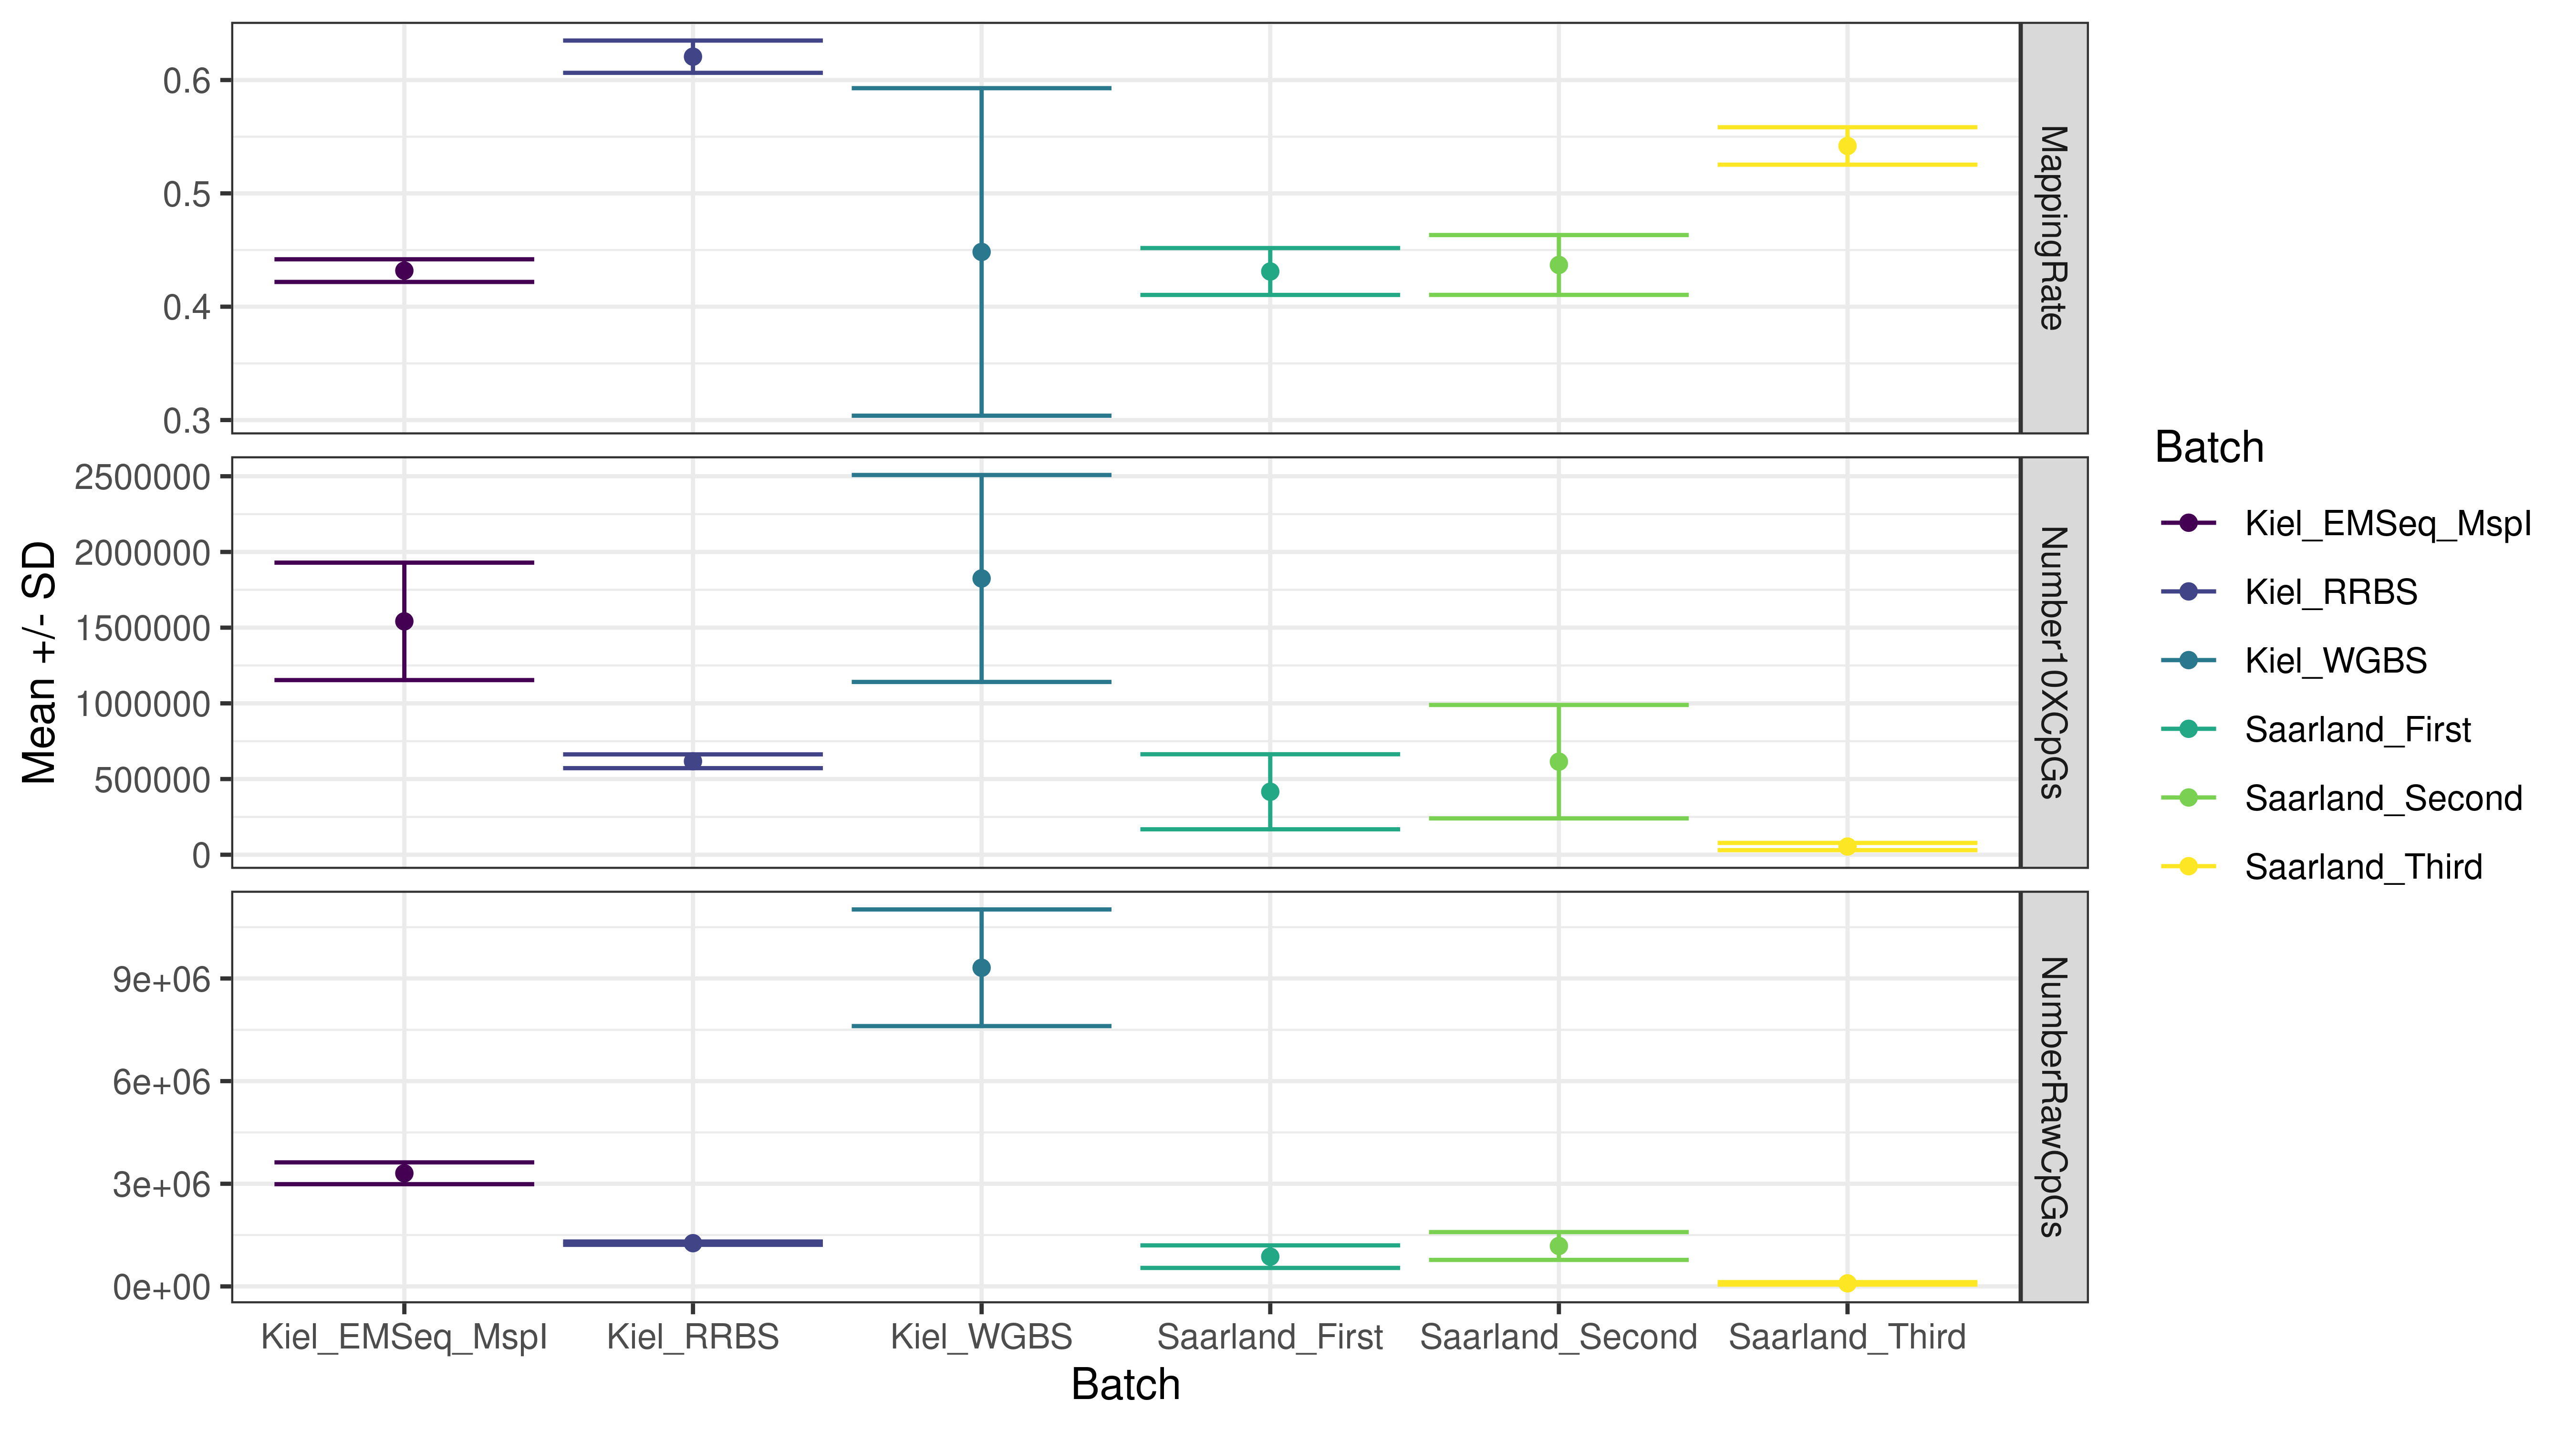 Mean +/- SD
0.6
0.5
0.4
0.3
MappingRate
2500000
2000000
1500000
1000000
500000
0
Number10XCpGs
9e+06
6e+06
3e+06
0e+00
NumberRawCpGs
Kiel_EMSeq_MspI Kiel_RRBS Kiel_WGBS Saarland_First Saarland_Second Saarland_Third
Batch
Batch
Kiel_EMSeq_MspI
Kiel_RRBS
Kiel_WGBS
Saarland_First
Saarland_Second
Saarland_Third